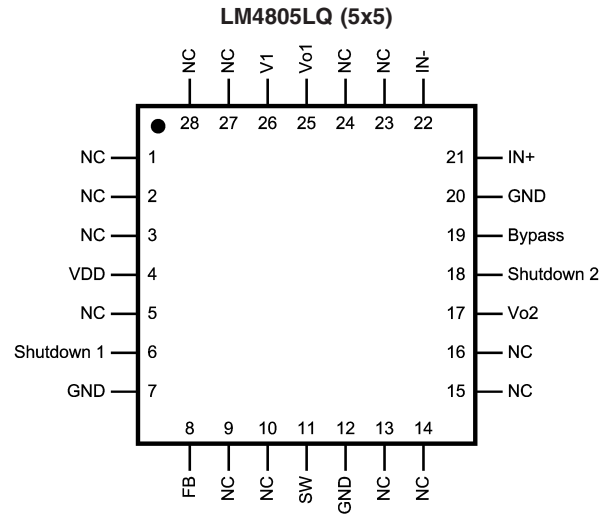 LM4805LQ (5x5)
NC NC V1 Vo1 NC NC IN-
28 27 26 25 24 23 22
NC 1 21 IN+
NC 2 20 GND
NC 3 19 Bypass
VDD 4 18 Shutdown 2
NC 5 17 Vo2
Shutdown 1 6 16 NC
GND 7 15 NC
8 9 10 11 12 13 14
FB NC NC SW GND NC NC